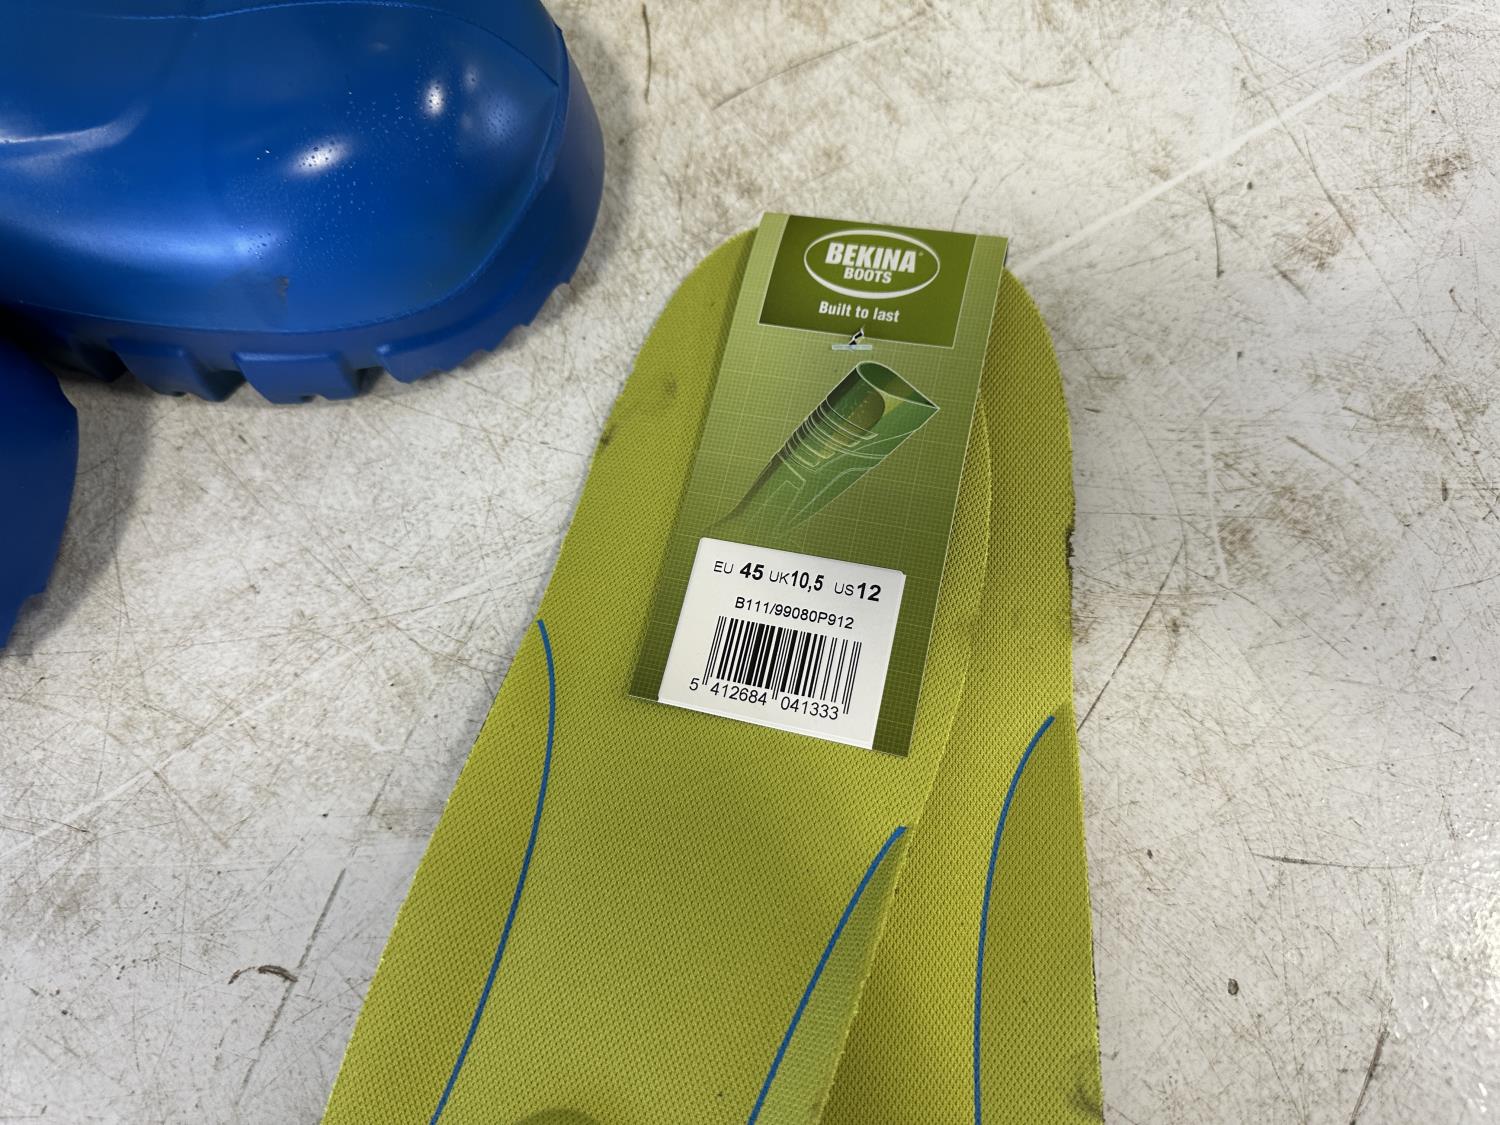 BEKINA®
BOOTS
Built to last
EU 45 UK10,5 US12
B111/99080P912
5 412684 041333